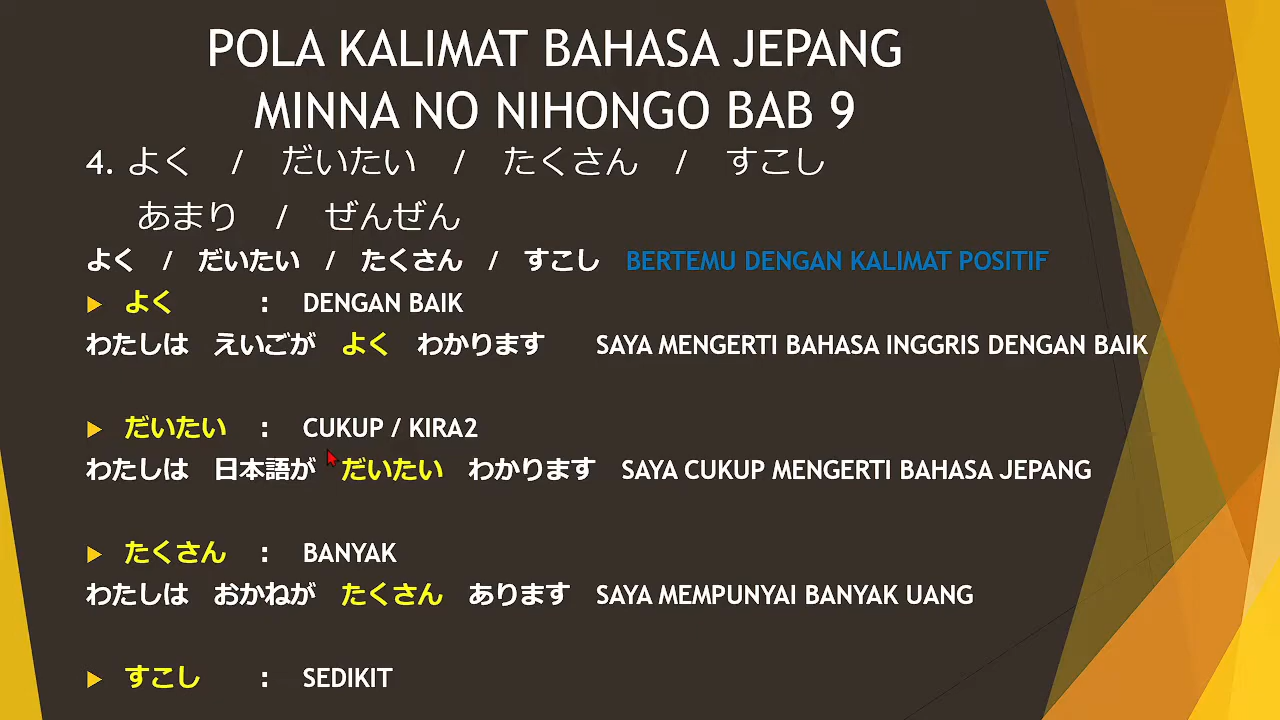 POLA KALIMAT BAHASA JEPANG
MINNA NO NIHONGO BAB 9
4. よく / だいたい / たくさん / すこし
あまり / ぜんぜん
よく / だいたい / たくさん / すこし BERTEMU DENGAN KALIMAT POSITIF
よく : DENGAN BAIK
わたしは えいごが よく わかります SAYA MENGERTI BAHASA INGGRIS DENGAN BAIK
だいたい : CUKUP / KIRA2
わたしは 日本語が だいたい わかります SAYA CUKUP MENGERTI BAHASA JEPANG
たくさん : BANYAK
わたしは おかねが たくさん あります SAYA MEMPUNYAI BANYAK UANG
すこし : SEDIKIT